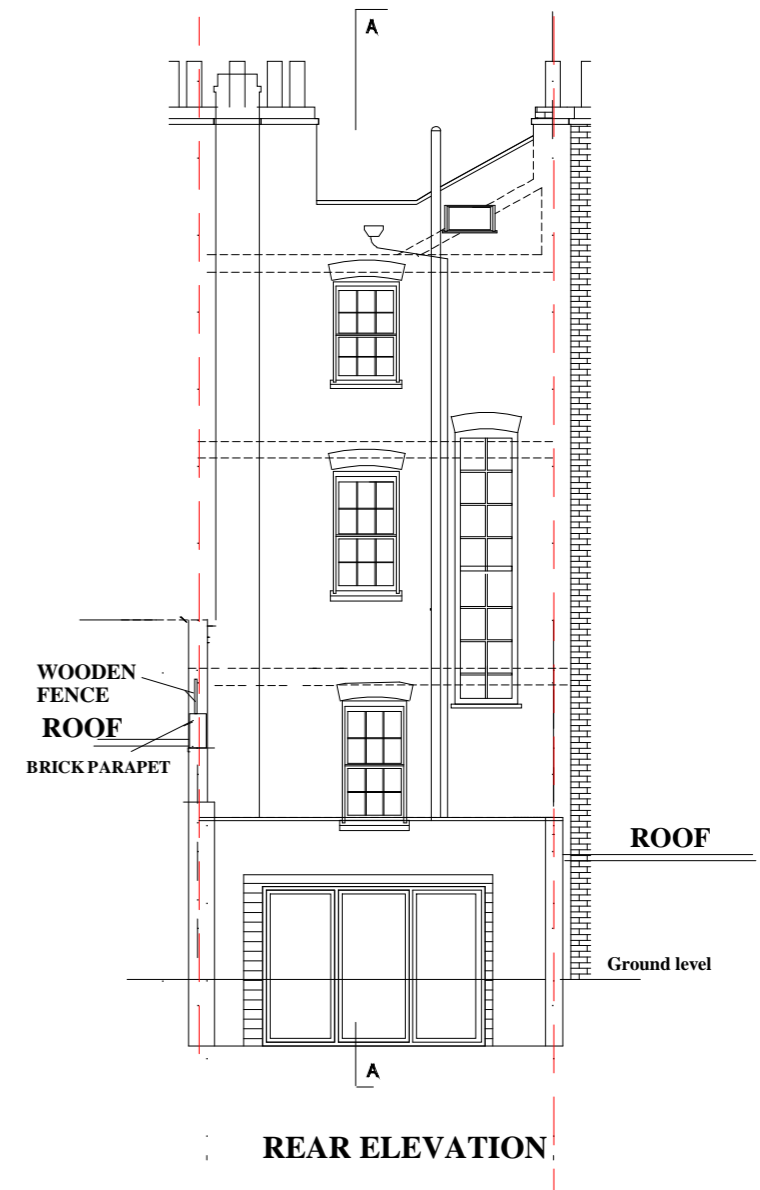 A
WOODEN
FENCE
ROOF
BRICK PARAPET
ROOF
Ground level
A
REAR ELEVATION